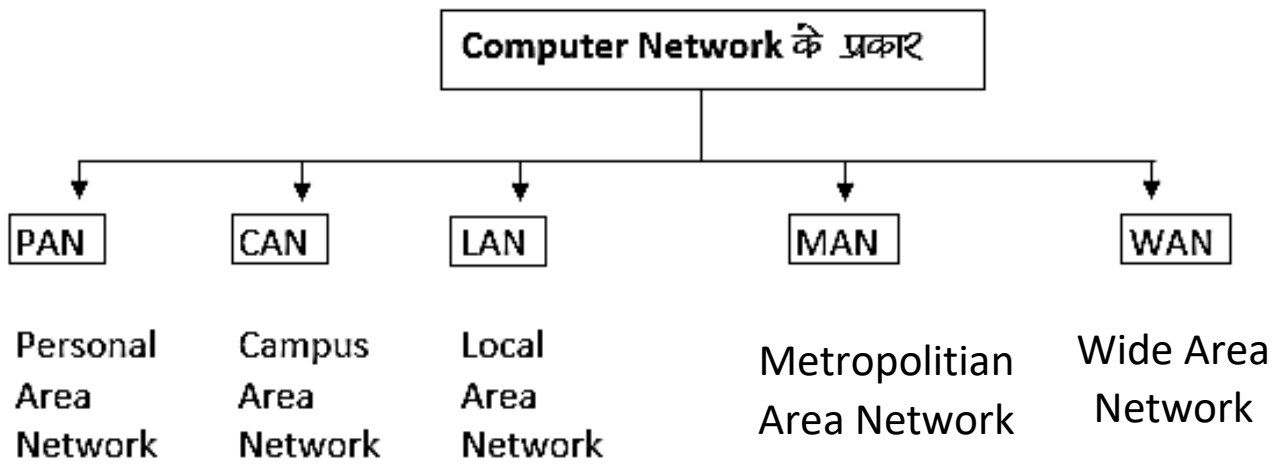 Computer Network के प्रकार
PAN
CAN
LAN
MAN
WAN
Personal
Area
Network
Campus
Area
Network
Local
Area
Network
Metropolitian
Area Network
Wide Area
Network